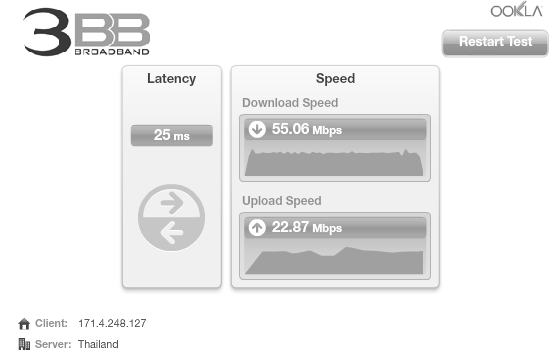 3BB
BROADBAND
OOKLA
Restart Test
Latency
25 ms
Speed
Download Speed
55.06 Mbps
Upload Speed
22.87 Mbps
Client: 171.4.248.127
Server: Thailand